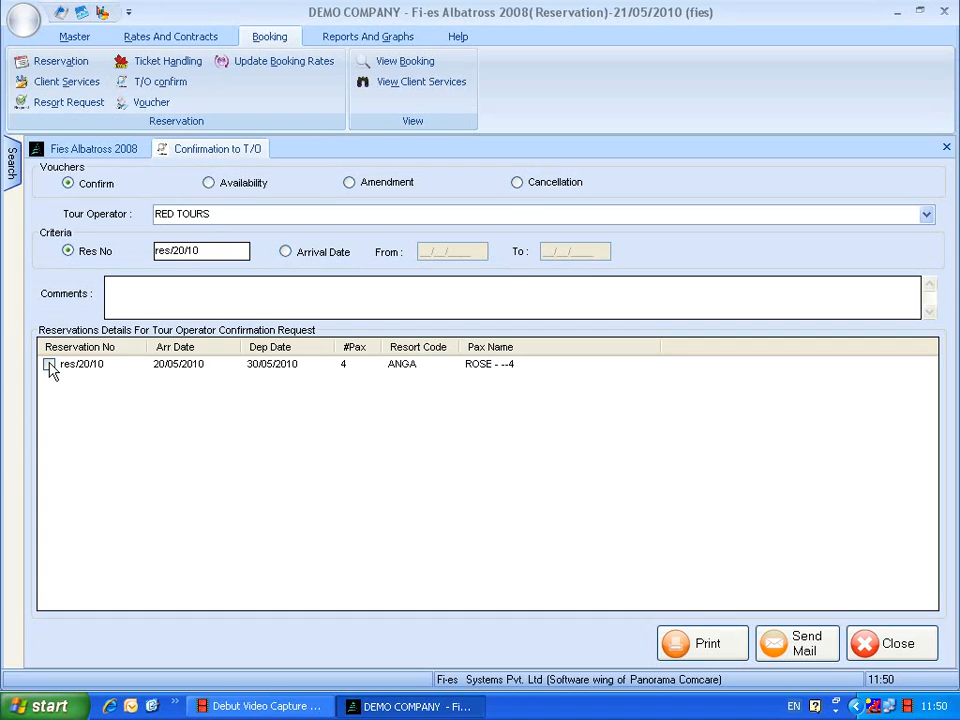 DEMO COMPANY - Fi-es Albatross 2008( Reservation)-21/05/2010 (fies)
Master Rates And Contracts Booking Reports And Graphs Help
Reservation Ticket Handling Update Booking Rates View Booking
Client Services T/O confirm View Client Services
Resort Request Voucher
Reservation View
Search
Fies Albatross 2008 Confirmation to T/O
Vouchers
Confirm Availability Amendment Cancellation
Tour Operator : RED TOURS
Criteria
Res No res/20/10 Arrival Date From : __/__/____ To : __/__/____
Comments :
Reservations Details For Tour Operator Confirmation Request
Reservation No Arr Date Dep Date #Pax Resort Code Pax Name
res/20/10 20/05/2010 30/05/2010 4 ANGA ROSE - --4
Print Send Mail Close
Fi-es Systems Pvt. Ltd (Software wing of Panorama Comcare) 11:50
start Debut Video Capture ... DEMO COMPANY - Fi... EN 11:50